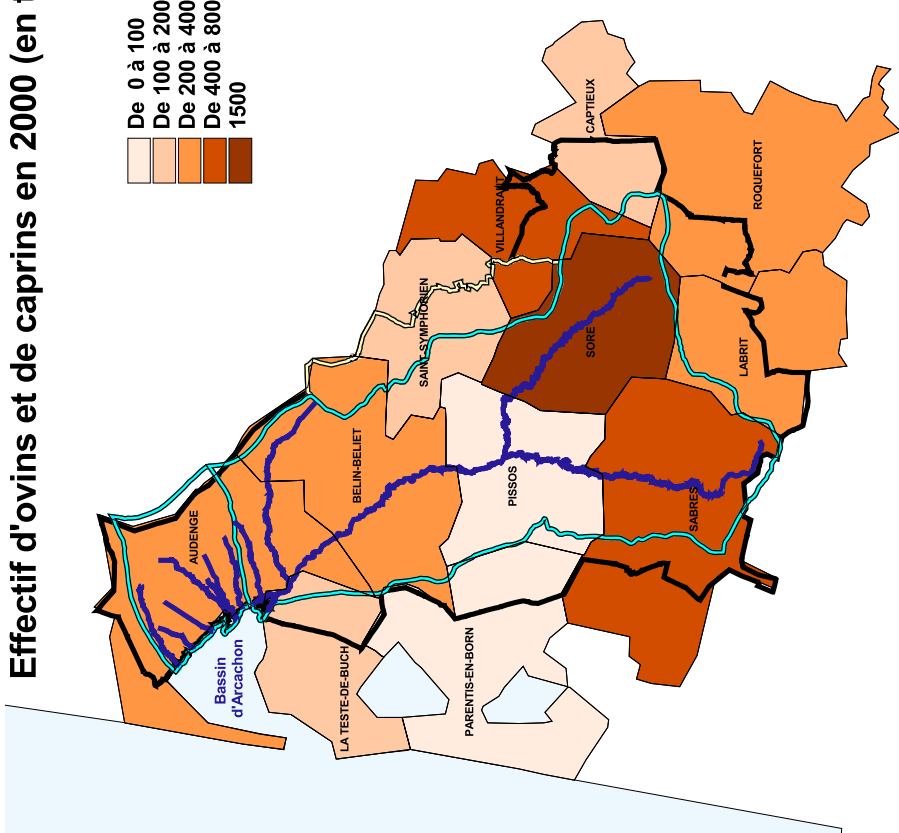 Effectif d'ovins et de caprins en 2000 (en
De 0 à 100
De 100 à 200
De 200 à 400
De 400 à 800
1500
CAPTIEUX
VILLANDRAUT
ROQUEFORT
SAINT-SYMPHORIEN
SORE
LABRIT
BELIN-BELIET
PISSOS
AUDENGE
SABRES
Bassin
d'Arcachon
LA TESTE-DE-BUCH
PARENTIS-EN-BORN